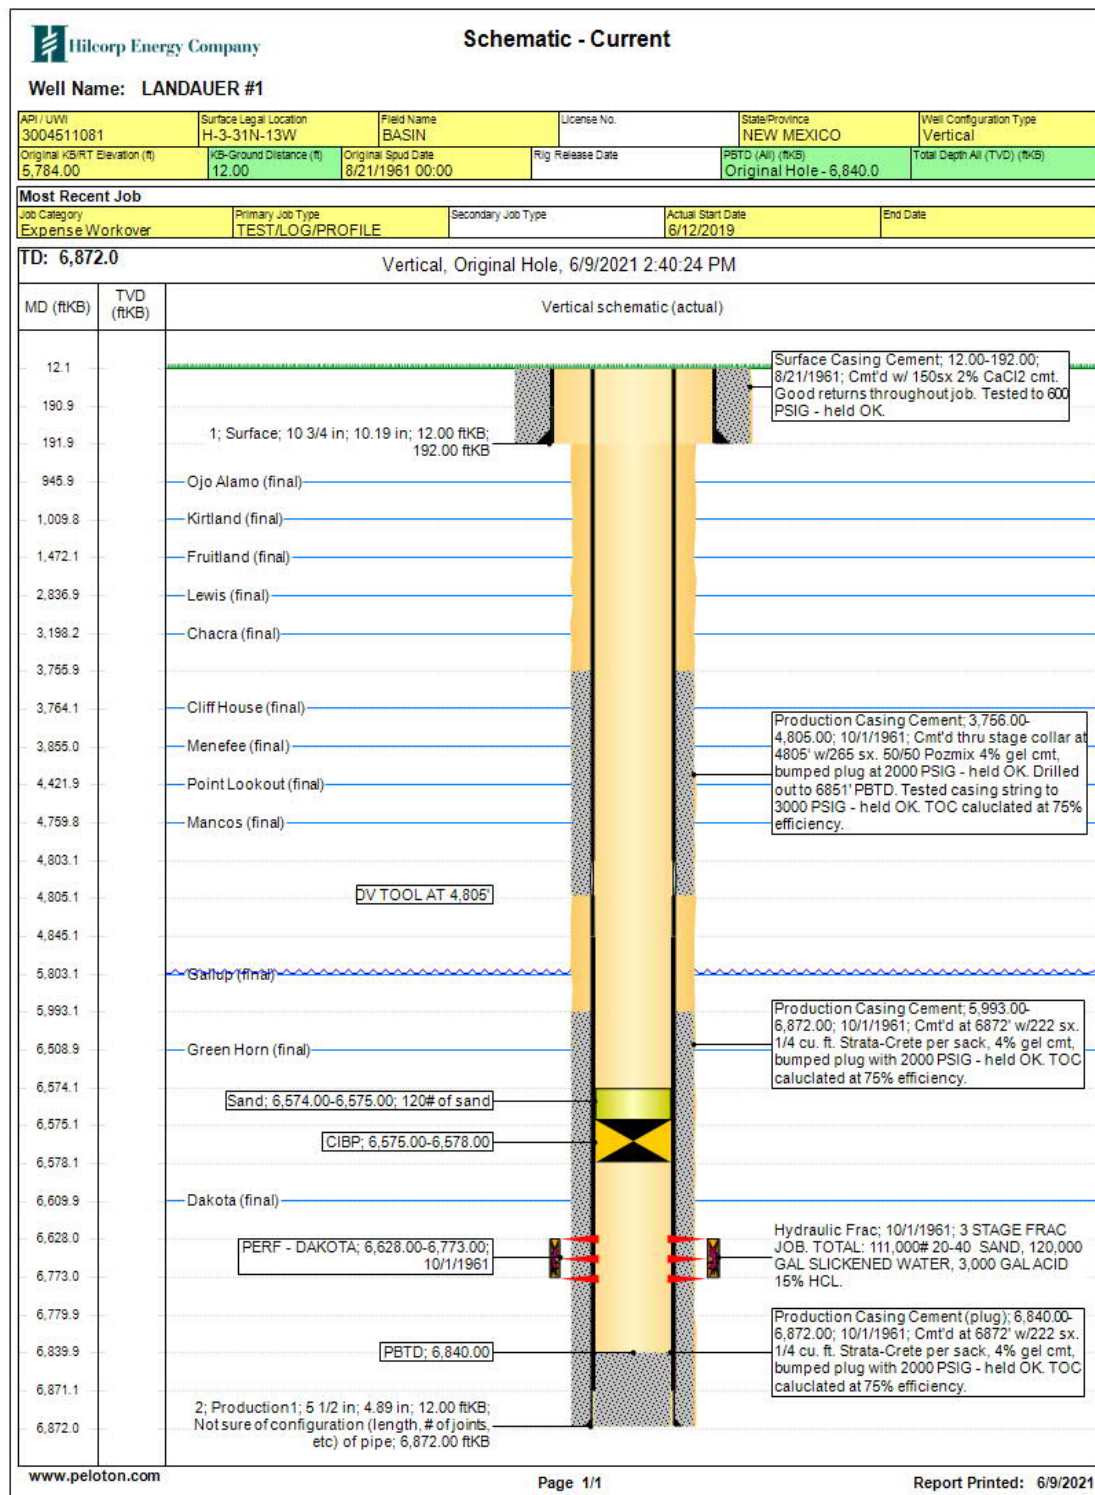 Hilcorp Energy Company
Schematic - Current
Well Name: LANDAUER #1
API / UWI
3004511081
Surface Legal Location
H-3-31N-13W
Field Name
BASIN
License No.
State/Province
NEW MEXICO
Well Configuration Type
Vertical
Original KB/RT Elevation (ft)
5,784.00
KB-Ground Distance (ft)
12.00
Original Spud Date
8/21/1961 00:00
Rig Release Date
PBTD (All) (ftKB)
Original Hole - 6,840.0
Total Depth All (TVD) (ftKB)
Most Recent Job
Job Category
Expense Workover
Primary Job Type
TEST/LOG/PROFILE
Secondary Job Type
Actual Start Date
6/12/2019
End Date
TD: 6,872.0
Vertical, Original Hole, 6/9/2021 2:40:24 PM
MD (ftKB)
TVD
(ftKB)
Vertical schematic (actual)
12.1
Surface Casing Cement; 12.00-192.00;
8/21/1961; Cmt'd w/ 150sx 2% CaCl2 cmt.
Good returns throughout job. Tested to 600
PSIG - held OK.
190.9
1; Surface; 10 3/4 in; 10.19 in; 12.00 ftKB;
192.00 ftKB
191.9
945.9
Ojo Alamo (final)
1,009.8
Kirtland (final)
1,472.1
Fruitland (final)
2,836.9
Lewis (final)
3,198.2
Chacra (final)
3,755.9
3,764.1
Cliff House (final)
Production Casing Cement; 3,756.00-
4,805.00; 10/1/1961; Cmt'd thru stage collar at
4805' w/265 sx. 50/50 Pozmix 4% gel cmt,
bumped plug at 2000 PSIG - held OK. Drilled
out to 6851' PBTD. Tested casing string to
3000 PSIG - held OK. TOC caluclated at 75%
efficiency.
3,855.0
Menefee (final)
4,421.9
Point Lookout (final)
4,759.8
Mancos (final)
4,803.1
DV TOOL AT 4,805'
4,805.1
4,845.1
5,803.1
Gallup (final)
5,993.1
Production Casing Cement; 5,993.00-
6,872.00; 10/1/1961; Cmt'd at 6872' w/222 sx.
1/4 cu. ft. Strata-Crete per sack, 4% gel cmt,
bumped plug with 2000 PSIG - held OK. TOC
caluclated at 75% efficiency.
6,508.9
Green Horn (final)
6,574.1
Sand; 6,574.00-6,575.00; 120# of sand
6,575.1
CIBP; 6,575.00-6,578.00
6,578.1
6,609.9
Dakota (final)
6,628.0
PERF - DAKOTA; 6,628.00-6,773.00;
10/1/1961
Hydraulic Frac; 10/1/1961; 3 STAGE FRAC
JOB. TOTAL: 111,000# 20-40 SAND, 120,000
GAL SLICKENED WATER, 3,000 GAL ACID
15% HCL.
6,773.0
6,779.9
Production Casing Cement (plug); 6,840.00-
6,872.00; 10/1/1961; Cmt'd at 6872' w/222 sx.
1/4 cu. ft. Strata-Crete per sack, 4% gel cmt,
bumped plug with 2000 PSIG - held OK. TOC
caluclated at 75% efficiency.
6,839.9
PBTD; 6,840.00
6,871.1
2; Production1; 5 1/2 in; 4.89 in; 12.00 ftKB;
Not sure of configuration (length, # of joints,
etc) of pipe; 6,872.00 ftKB
6,872.0
www.peloton.com
Page 1/1
Report Printed: 6/9/2021